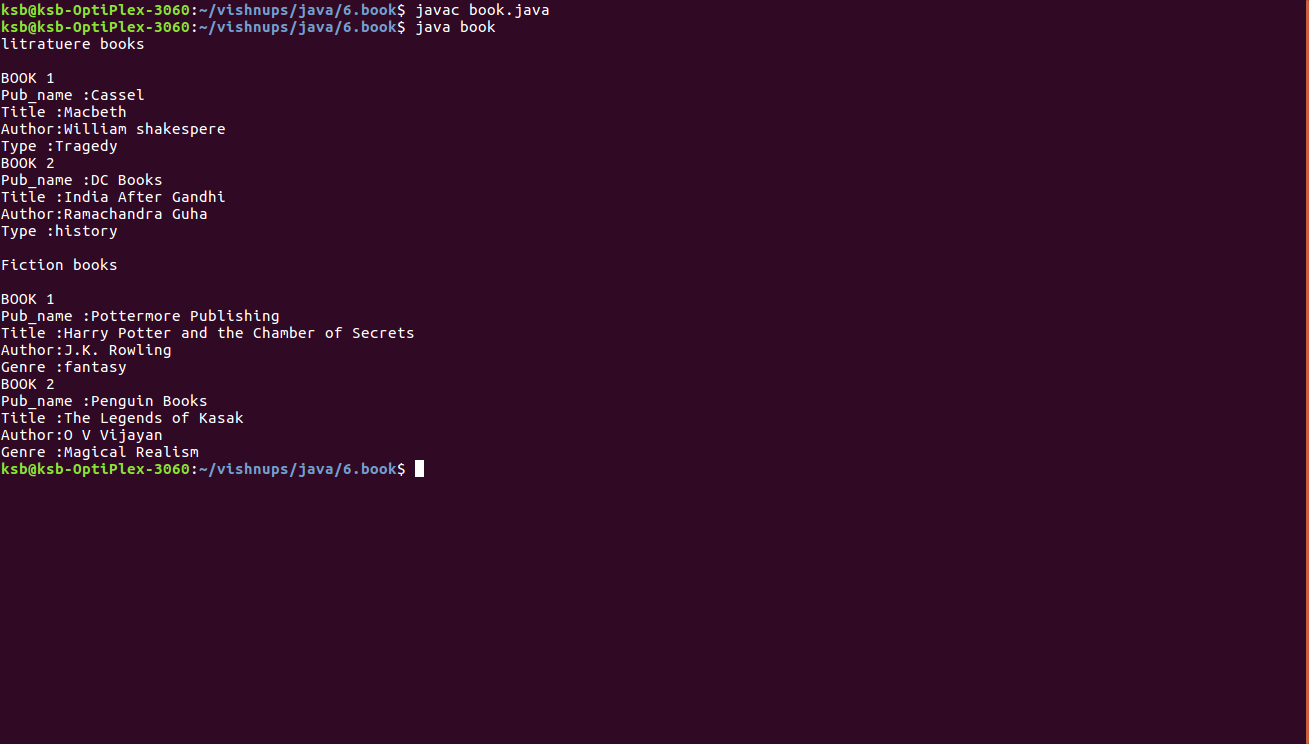 ksb@ksb-OptiPlex-3060:~/vishnups/java/6.book$ javac book.java
ksb@ksb-OptiPlex-3060:~/vishnups/java/6.book$ java book
litratuere books

BOOK 1
Pub_name :Cassel
Title :Macbeth
Author:William shakespere
Type :Tragedy
BOOK 2
Pub_name :DC Books
Title :India After Gandhi
Author:Ramachandra Guha
Type :history

Fiction books

BOOK 1
Pub_name :Pottermore Publishing
Title :Harry Potter and the Chamber of Secrets
Author:J.K. Rowling
Genre :fantasy
BOOK 2
Pub_name :Penguin Books
Title :The Legends of Kasak
Author:O V Vijayan
Genre :Magical Realism
ksb@ksb-OptiPlex-3060:~/vishnups/java/6.book$